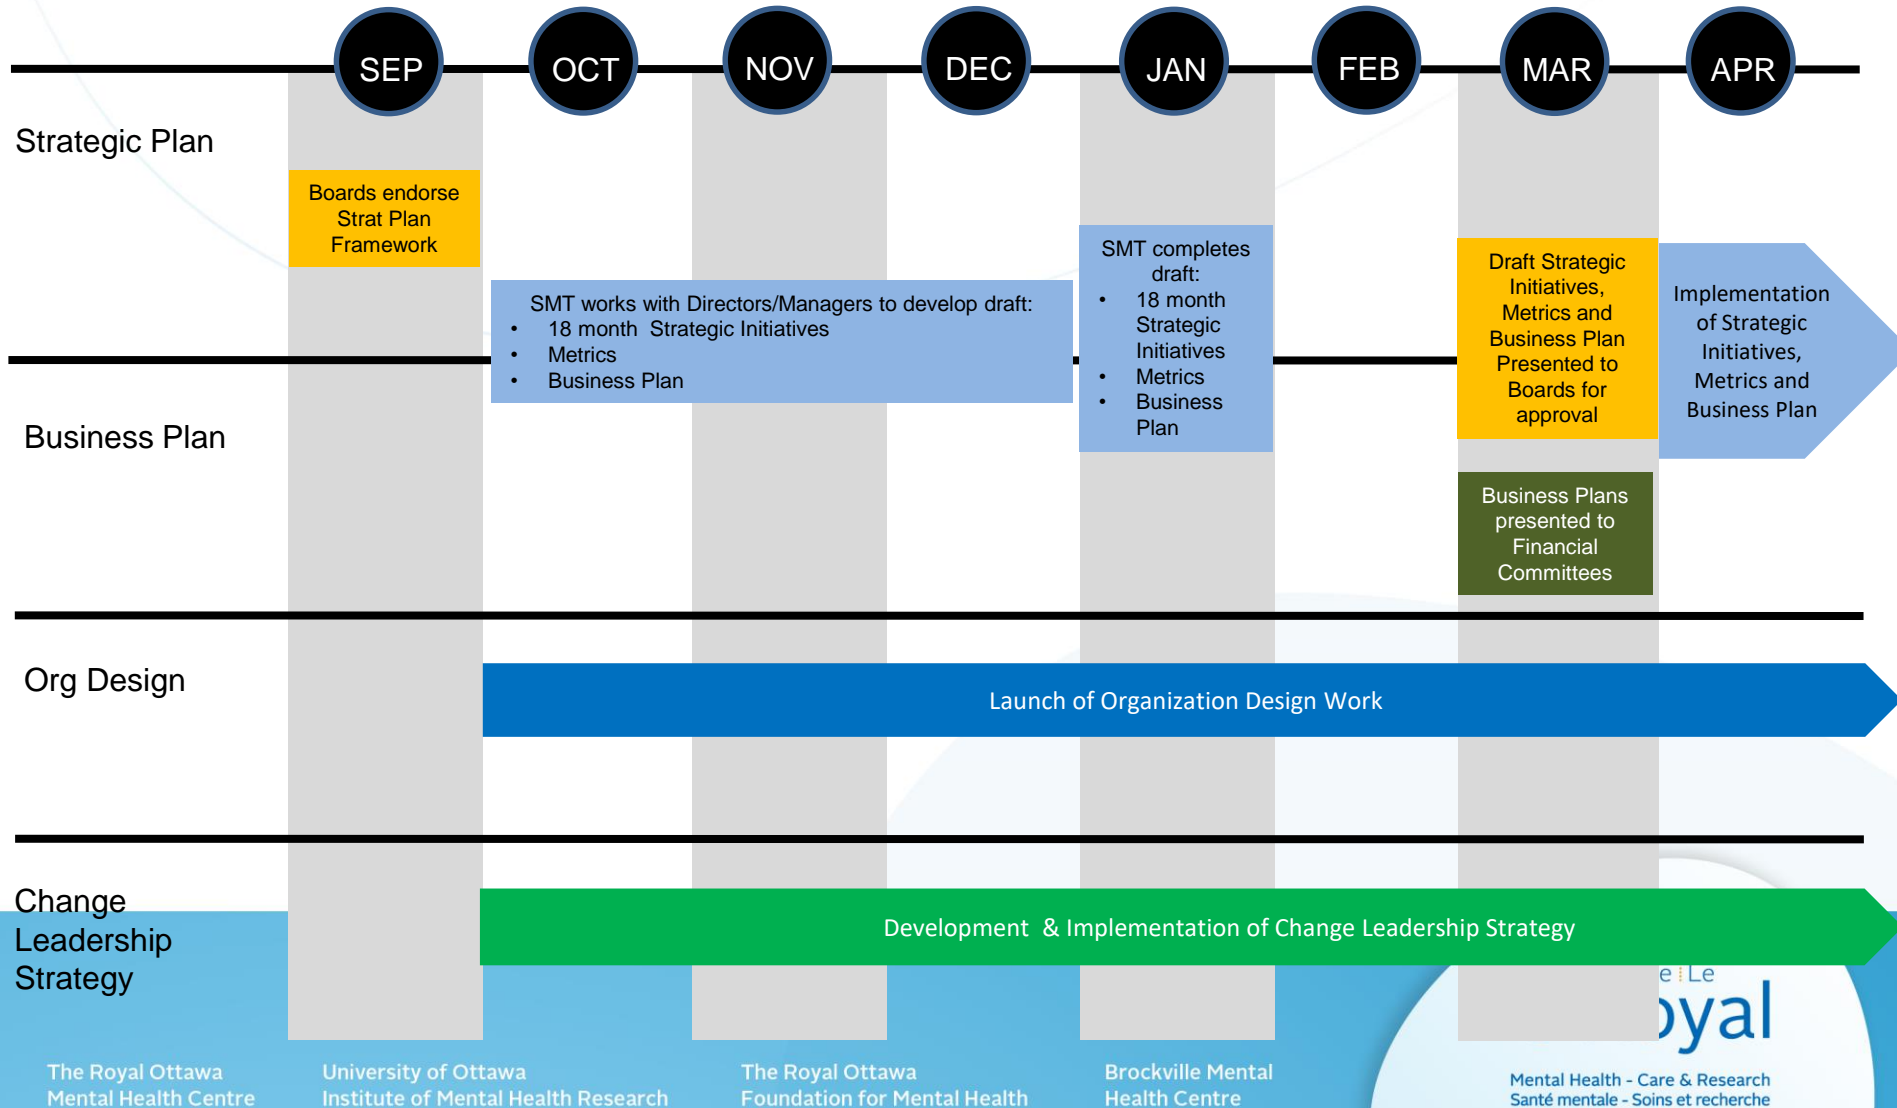 SEP
OCT
NOV
DEC
JAN
FEB
MAR
APR
Strategic Plan
Boards endorse
Strat Plan
Framework
SMT works with Directors/Managers to develop draft:
• 18 month  Strategic Initiatives
• Metrics
• Business Plan
SMT completes
draft:
• 18 month
Strategic
Initiatives
• Metrics
• Business
Plan
Draft Strategic
Initiatives,
Metrics and
Business Plan
Presented to
Boards for
approval
Implementation
of Strategic
Initiatives,
Metrics and
Business Plan
Business Plan
Business Plans
presented to
Financial
Committees
Org Design
Launch of Organization Design Work
Change
Leadership
Strategy
Development  & Implementation of Change Leadership Strategy
e Le
oyal
Mental Health - Care & Research
Santé mentale - Soins et recherche
The Royal Ottawa
Mental Health Centre
University of Ottawa
Institute of Mental Health Research
The Royal Ottawa
Foundation for Mental Health
Brockville Mental
Health Centre